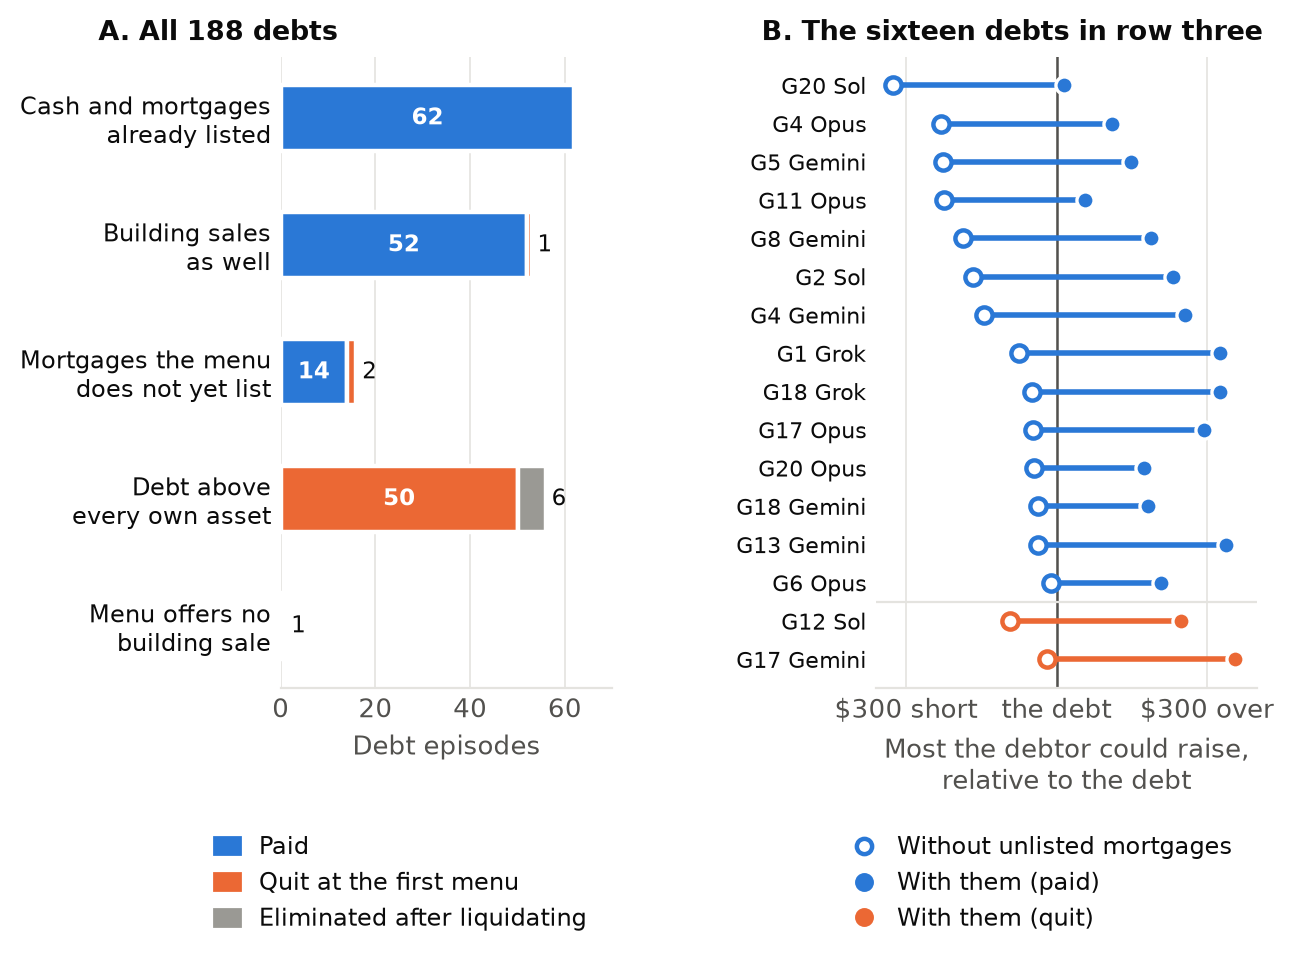 A. All 188 debts
Cash and mortgages
already listed
62
Building sales
as well
52
1
Mortgages the menu
does not yet list
14
2
Debt above
every own asset
50
6
Menu offers no
building sale
1
0
20
40
60
Debt episodes
Paid
Quit at the first menu
Eliminated after liquidating
B. The sixteen debts in row three
G20 Sol
G4 Opus
G5 Gemini
G11 Opus
G8 Gemini
G2 Sol
G4 Gemini
G1 Grok
G18 Grok
G17 Opus
G20 Opus
G18 Gemini
G13 Gemini
G6 Opus
G12 Sol
G17 Gemini
$300 short
the debt
$300 over
Most the debtor could raise,
relative to the debt
Without unlisted mortgages
With them (paid)
With them (quit)